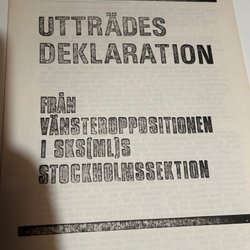 UTTRÄDES
DEKLARATION
FRÅN
VÄNSTEROPPOSITIONEN
I SKS(ML)S
STOCKHOLMSSEKTION